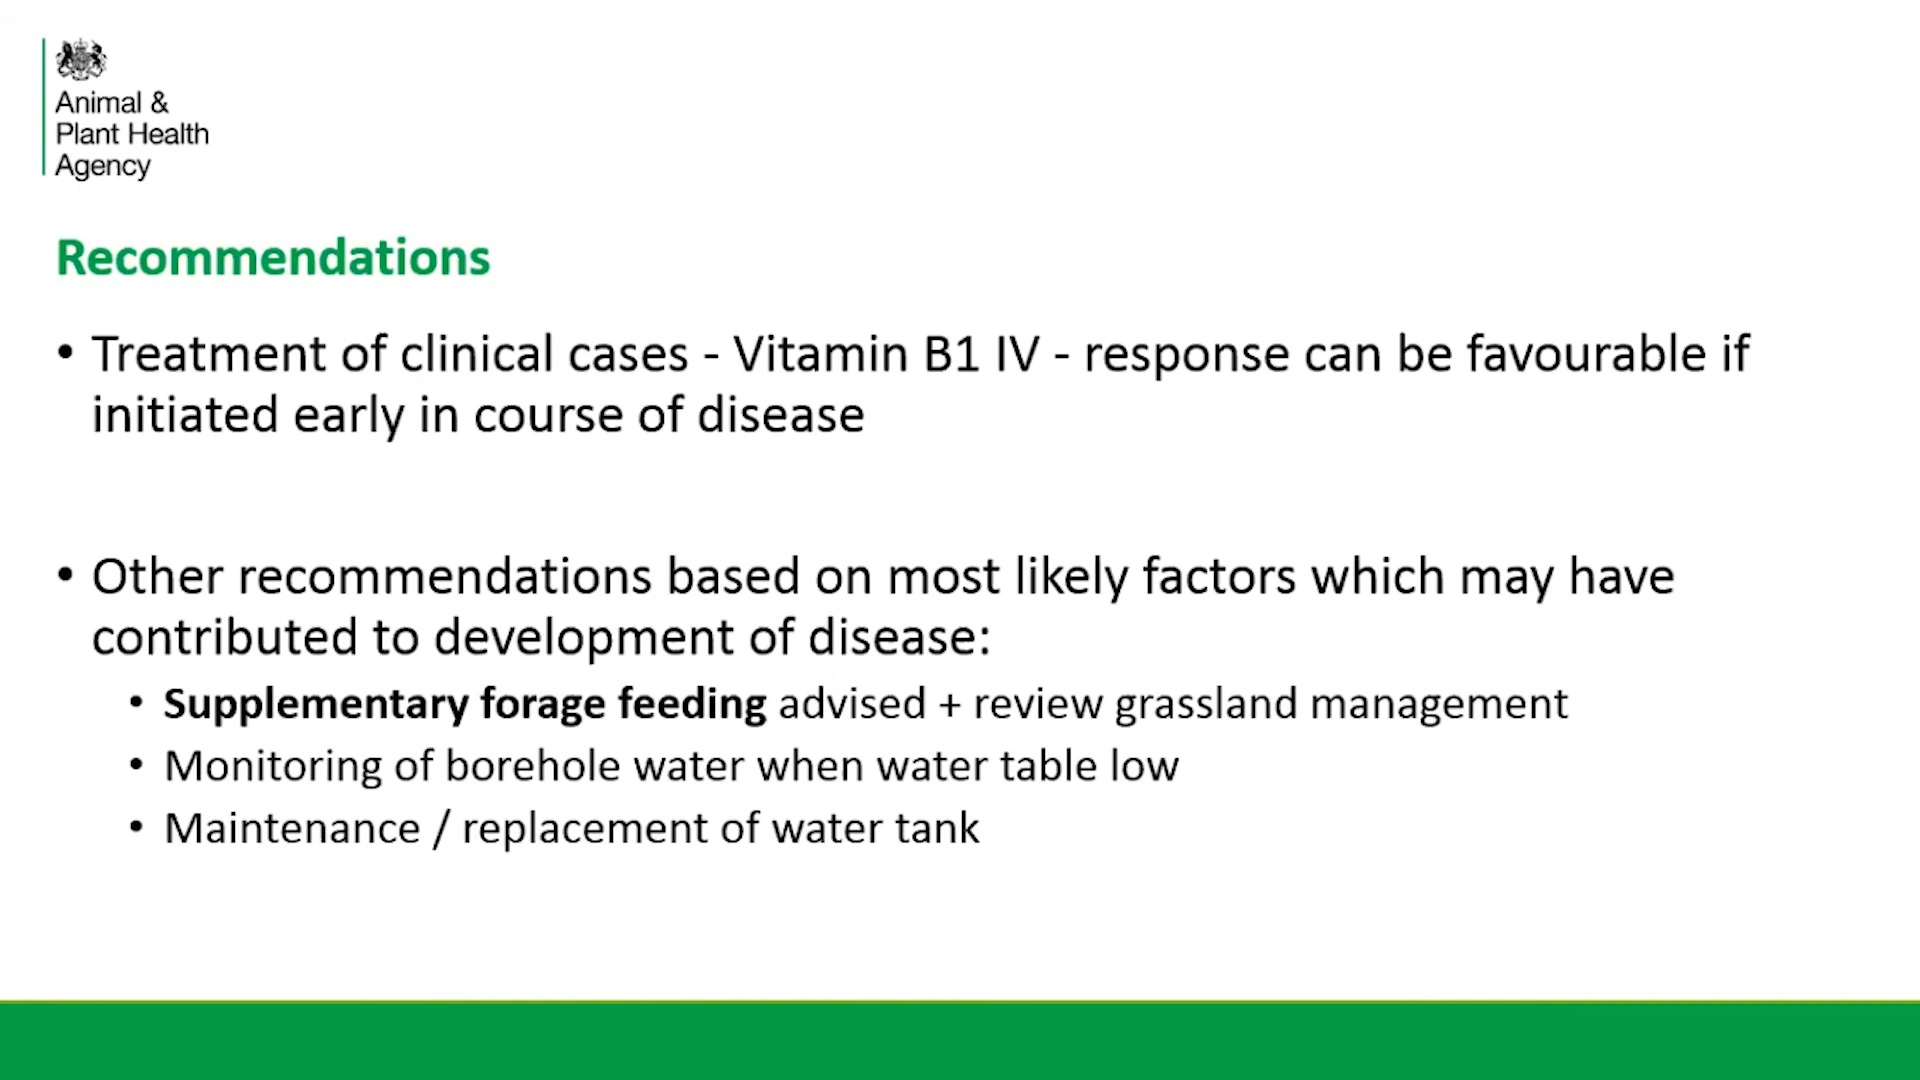 Animal &
Plant Health
Agency
Recommendations
• Treatment of clinical cases - Vitamin B1 IV - response can be favourable if
initiated early in course of disease
• Other recommendations based on most likely factors which may have
contributed to development of disease:
• Supplementary forage feeding advised + review grassland management
• Monitoring of borehole water when water table low
• Maintenance / replacement of water tank